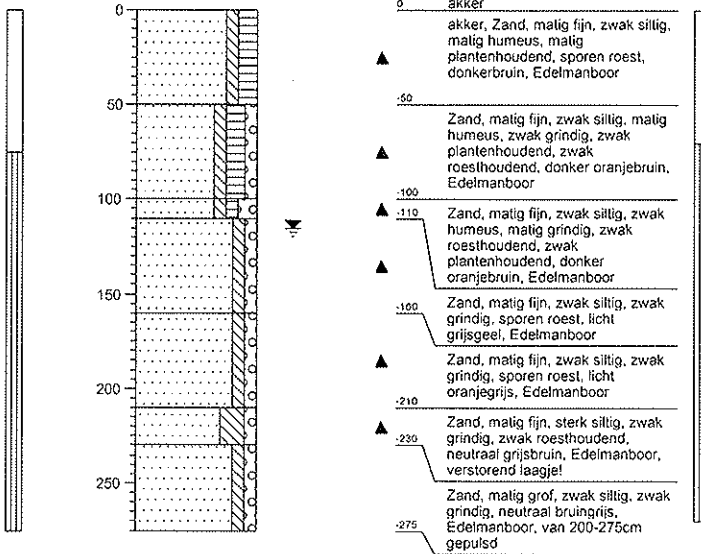 0
50
100
150
200
250
0 akker
akker, Zand, matig fijn, zwak siltig,
matig humeus, matig
plantenhoudend, sporen roest,
donkerbruin, Edelmanboor
-50
Zand, matig fijn, zwak siltig, matig
humeus, zwak grindig, zwak
plantenhoudend, zwak
roesthoudend, donker oranjebruin,
Edelmanboor
-100
-110
Zand, matig fijn, zwak siltig, zwak
humeus, matig grindig, zwak
roesthoudend, zwak
plantenhoudend, donker
oranjebruin, Edelmanboor
-160
Zand, matig fijn, zwak siltig, zwak
grindig, sporen roest, licht
grijsgeel, Edelmanboor
Zand, matig fijn, zwak siltig, zwak
grindig, sporen roest, licht
oranjegrijs, Edelmanboor
-210
Zand, matig fijn, sterk siltig, zwak
grindig, zwak roesthoudend,
neutraal grijsbruin, Edelmanboor,
verstorend laagje!
-230
Zand, matig grof, zwak siltig, zwak
grindig, neutraal bruingrijs,
Edelmanboor, van 200-275cm
gepulsd
-275